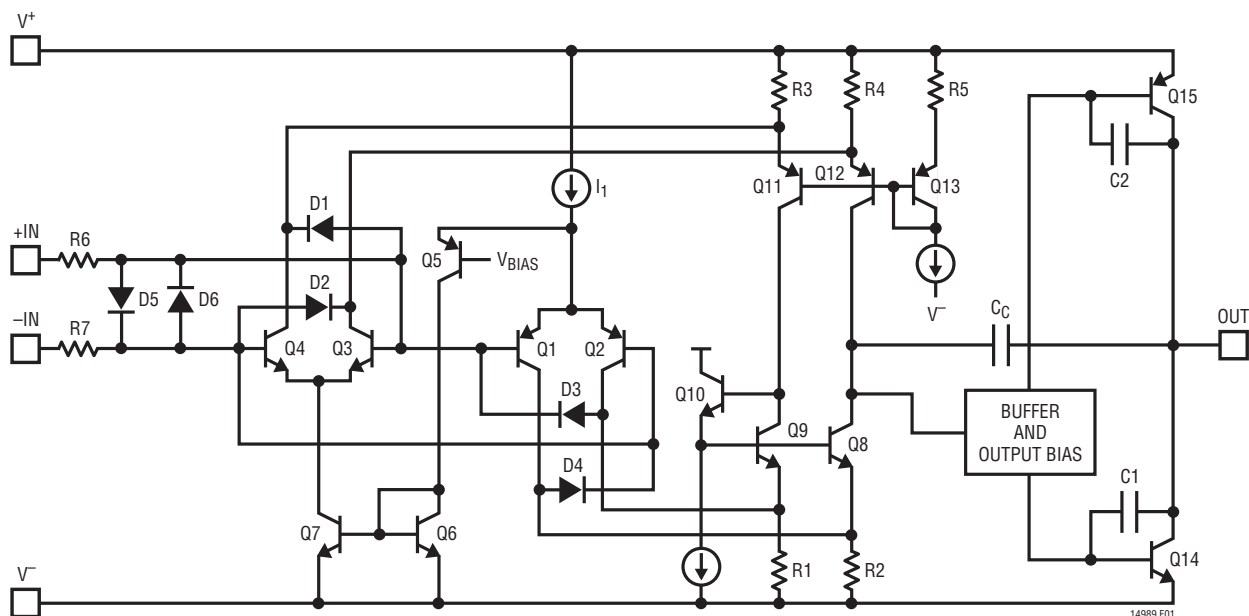 V+
R3
R4
R5
Q15
C2
Q11
Q12
Q13
I1
D1
+IN
R6
Q5
VBIAS
D5
D6
D2
V–
–IN
R7
Q4
Q3
Q1
Q2
CC
OUT
Q10
D3
BUFFER
AND
OUTPUT BIAS
Q9
Q8
D4
C1
Q7
Q6
Q14
V–
R1
R2
14989 F01